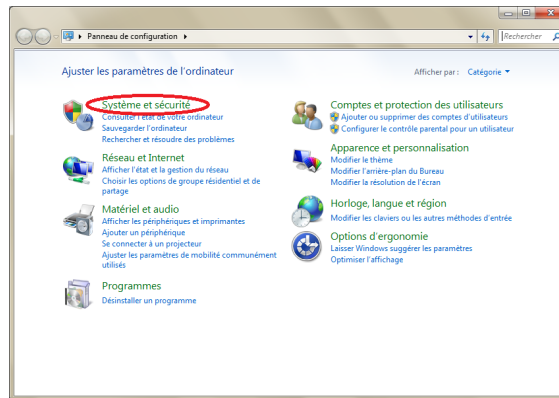 Panneau de configuration
Rechercher
Ajuster les paramètres de l'ordinateur
Afficher par : Catégorie
Système et sécurité
Consulter l'état de votre ordinateur
Sauvegarder l'ordinateur
Rechercher et résoudre des problèmes
Réseau et Internet
Afficher l'état et la gestion du réseau
Choisir les options de groupe résidentiel et de
partage
Matériel et audio
Afficher les périphériques et imprimantes
Ajouter un périphérique
Se connecter à un projecteur
Ajuster les paramètres de mobilité communément
utilisés
Programmes
Désinstaller un programme
Comptes et protection des utilisateurs
Ajouter ou supprimer des comptes d'utilisateurs
Configurer le contrôle parental pour un utilisateur
Apparence et personnalisation
Modifier le thème
Modifier l'arrière-plan du Bureau
Modifier la résolution de l'écran
Horloge, langue et région
Modifier les claviers ou les autres méthodes d'entrée
Options d'ergonomie
Laisser Windows suggérer les paramètres
Optimiser l'affichage